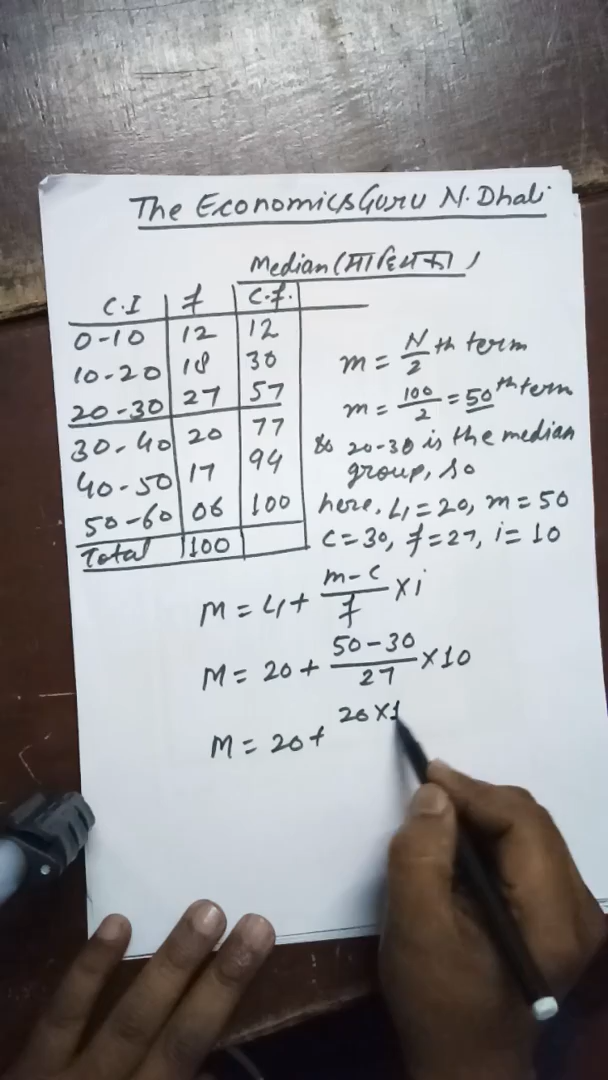 The Economics Guru N. Dhali
Median (माध्यिका)
C.I f C.f.
0-10 12 12
10-20 18 30
20-30 27 57
30-40 20 77
40-50 17 94
50-60 06 100
Total 100
m = N/2 th term
m = 100/2 = 50th term
So 20-30 is the median
group, so
here, L₁ = 20, m = 50
C = 30, f = 27, i = 10
M = L₁ + (m - c)/f × i
M = 20 + (50 - 30)/27 × 10
M = 20 + 20 × 1